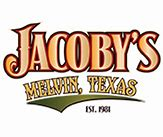 JACOBY'S
MELVIN, TEXAS
EST. 1981